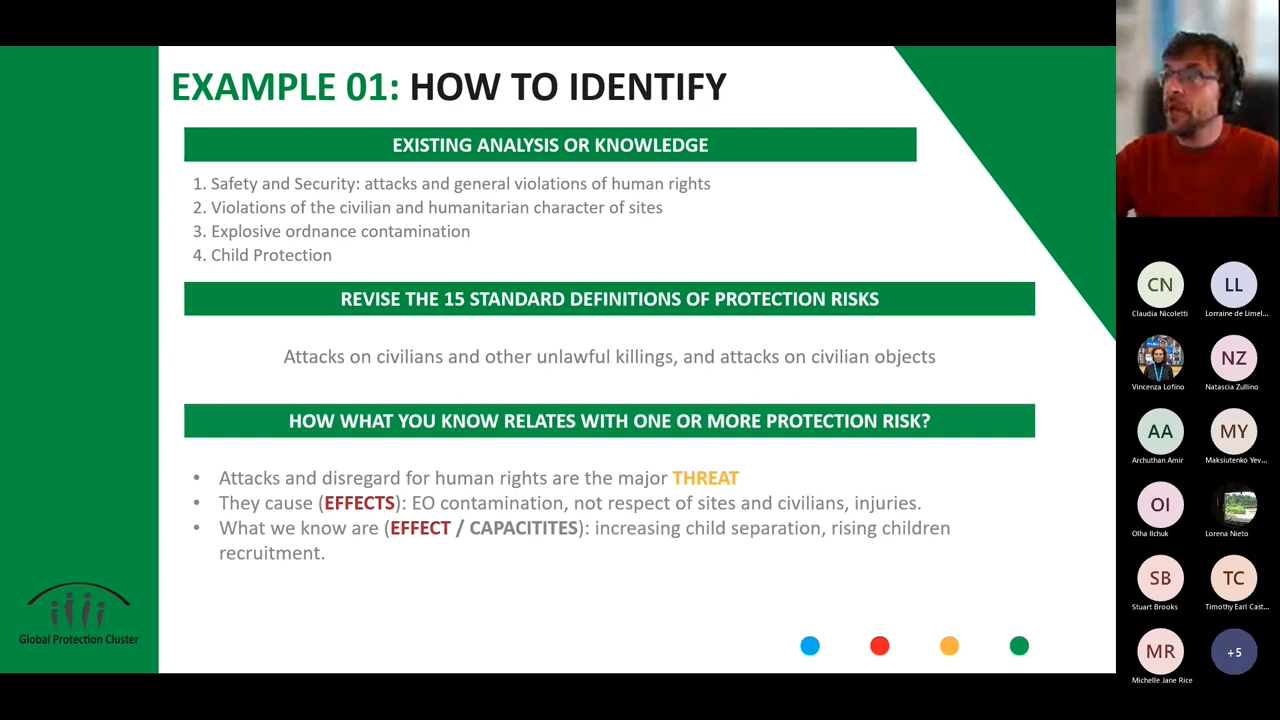 EXAMPLE 01: HOW TO IDENTIFY
EXISTING ANALYSIS OR KNOWLEDGE
1. Safety and Security: attacks and general violations of human rights
2. Violations of the civilian and humanitarian character of sites
3. Explosive ordnance contamination
4. Child Protection
REVISE THE 15 STANDARD DEFINITIONS OF PROTECTION RISKS
Attacks on civilians and other unlawful killings, and attacks on civilian objects
HOW WHAT YOU KNOW RELATES WITH ONE OR MORE PROTECTION RISK?
• Attacks and disregard for human rights are the major THREAT
• They cause (EFFECTS): EO contamination, not respect of sites and civilians, injuries.
• What we know are (EFFECT / CAPACITITES): increasing child separation, rising children
recruitment.
Global Protection Cluster
CN
Claudia Nicoletti
LL
Lorraine de Limel...
Vincenza Lofino
NZ
Natascia Zullino
AA
Archuthan Amir
MY
Maksiutenko Yev...
OI
Olha Ilchuk
Lorena Nieto
SB
Stuart Brooks
TC
Timothy Earl Cast...
MR
Michelle Jane Rice
+5